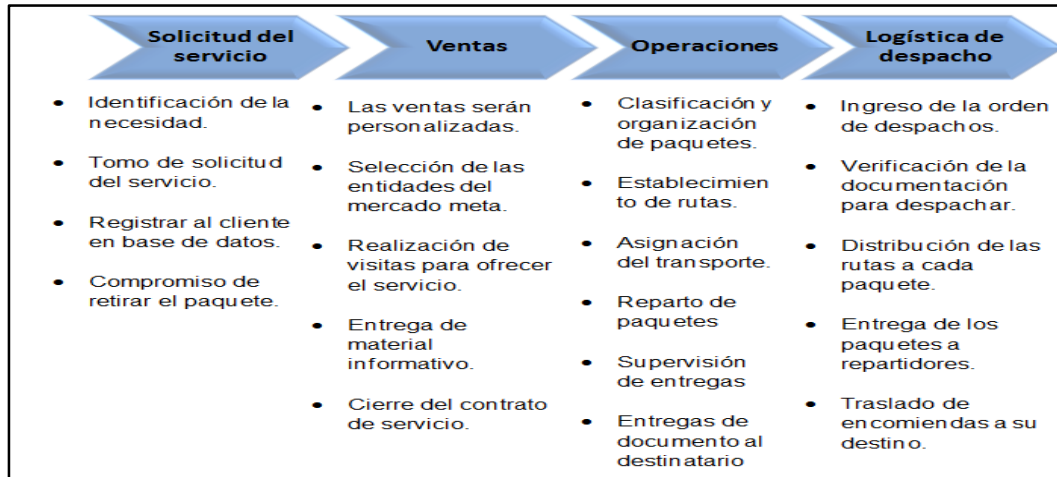 Solicitud del
servicio
Ventas
Operaciones
Logística de
despacho
• Identificación de la
necesidad.
• Tomo de solicitud
del servicio.
• Registrar al cliente
en base de datos.
• Compromiso de
retirar el paquete.
• Las ventas serán
personalizadas.
• Selección de las
entidades del
mercado meta.
• Realización de
visitas para ofrecer
el servicio.
• Entrega de
material
informativo.
• Cierre del contrato
de servicio.
• Clasificación y
organización
de paquetes.
• Establecimien
to de rutas.
• Asignación
del transporte.
• Reparto de
paquetes
• Supervisión
de entregas
• Entregas de
documento al
destinatario
• Ingreso de la orden
de despachos.
• Verificación de la
documentación
para despachar.
• Distribución de las
rutas a cada
paquete.
• Entrega de los
paquetes a
repartidores.
• Traslado de
encomiendas a su
destino.